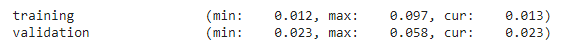 training (min: 0.012, max: 0.097, cur: 0.013)
validation (min: 0.023, max: 0.058, cur: 0.023)